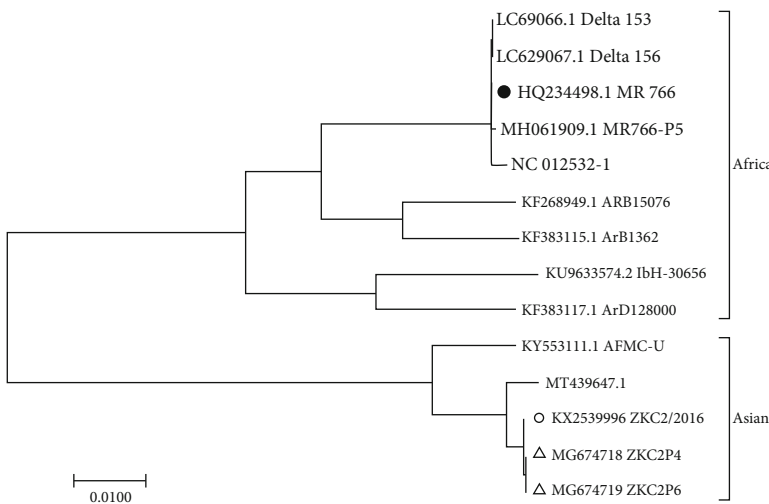 LC69066.1 Delta 153
LC629067.1 Delta 156
HQ234498.1 MR 766
MH061909.1 MR766-P5
NC 012532-1
Africa
KF268949.1 ARB15076
KF383115.1 ArB1362
KU9633574.2 IbH-30656
KF383117.1 ArD128000
KY553111.1 AFMC-U
MT439647.1
KX2539996 ZKC2/2016
Asian
MG674718 ZKC2P4
MG674719 ZKC2P6
0.0100